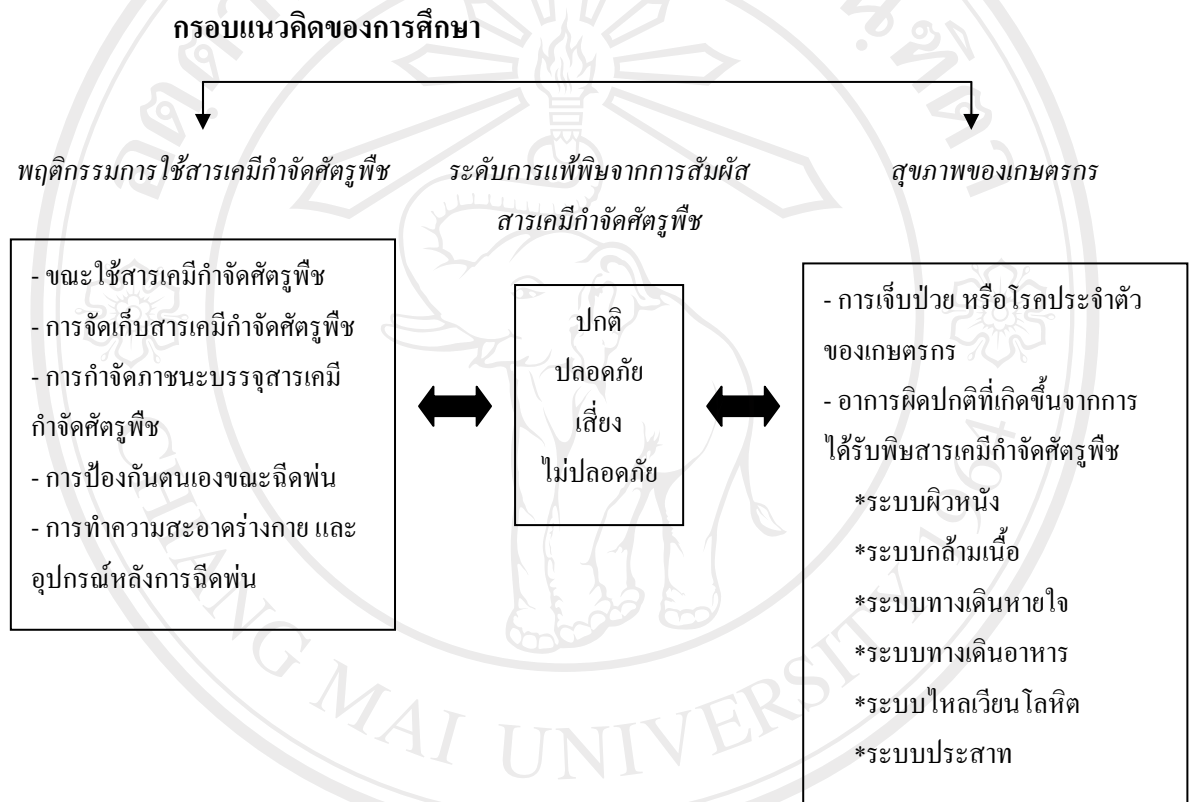 กรอบแนวคิดของการศึกษา
พฤติกรรมการใช้สารเคมีกำจัดศัตรูพืช
ระดับการแพ้พิษจากการสัมผัส
สารเคมีกำจัดศัตรูพืช
สุขภาพของเกษตรกร
- ขณะใช้สารเคมีกำจัดศัตรูพืช
- การจัดเก็บสารเคมีกำจัดศัตรูพืช
- การกำจัดภาชนะบรรจุสารเคมี
กำจัดศัตรูพืช
- การป้องกันตนเองขณะฉีดพ่น
- การทำความสะอาดร่างกาย และ
อุปกรณ์หลังการฉีดพ่น
ปกติ
ปลอดภัย
เสี่ยง
ไม่ปลอดภัย
- การเจ็บป่วย หรือโรคประจำตัว
ของเกษตรกร
- อาการผิดปกติที่เกิดขึ้นจากการ
ได้รับพิษสารเคมีกำจัดศัตรูพืช
*ระบบผิวหนัง
*ระบบกล้ามเนื้อ
*ระบบทางเดินหายใจ
*ระบบทางเดินอาหาร
*ระบบไหลเวียนโลหิต
*ระบบประสาท
CHIANG MAI UNIVERSITY 1964